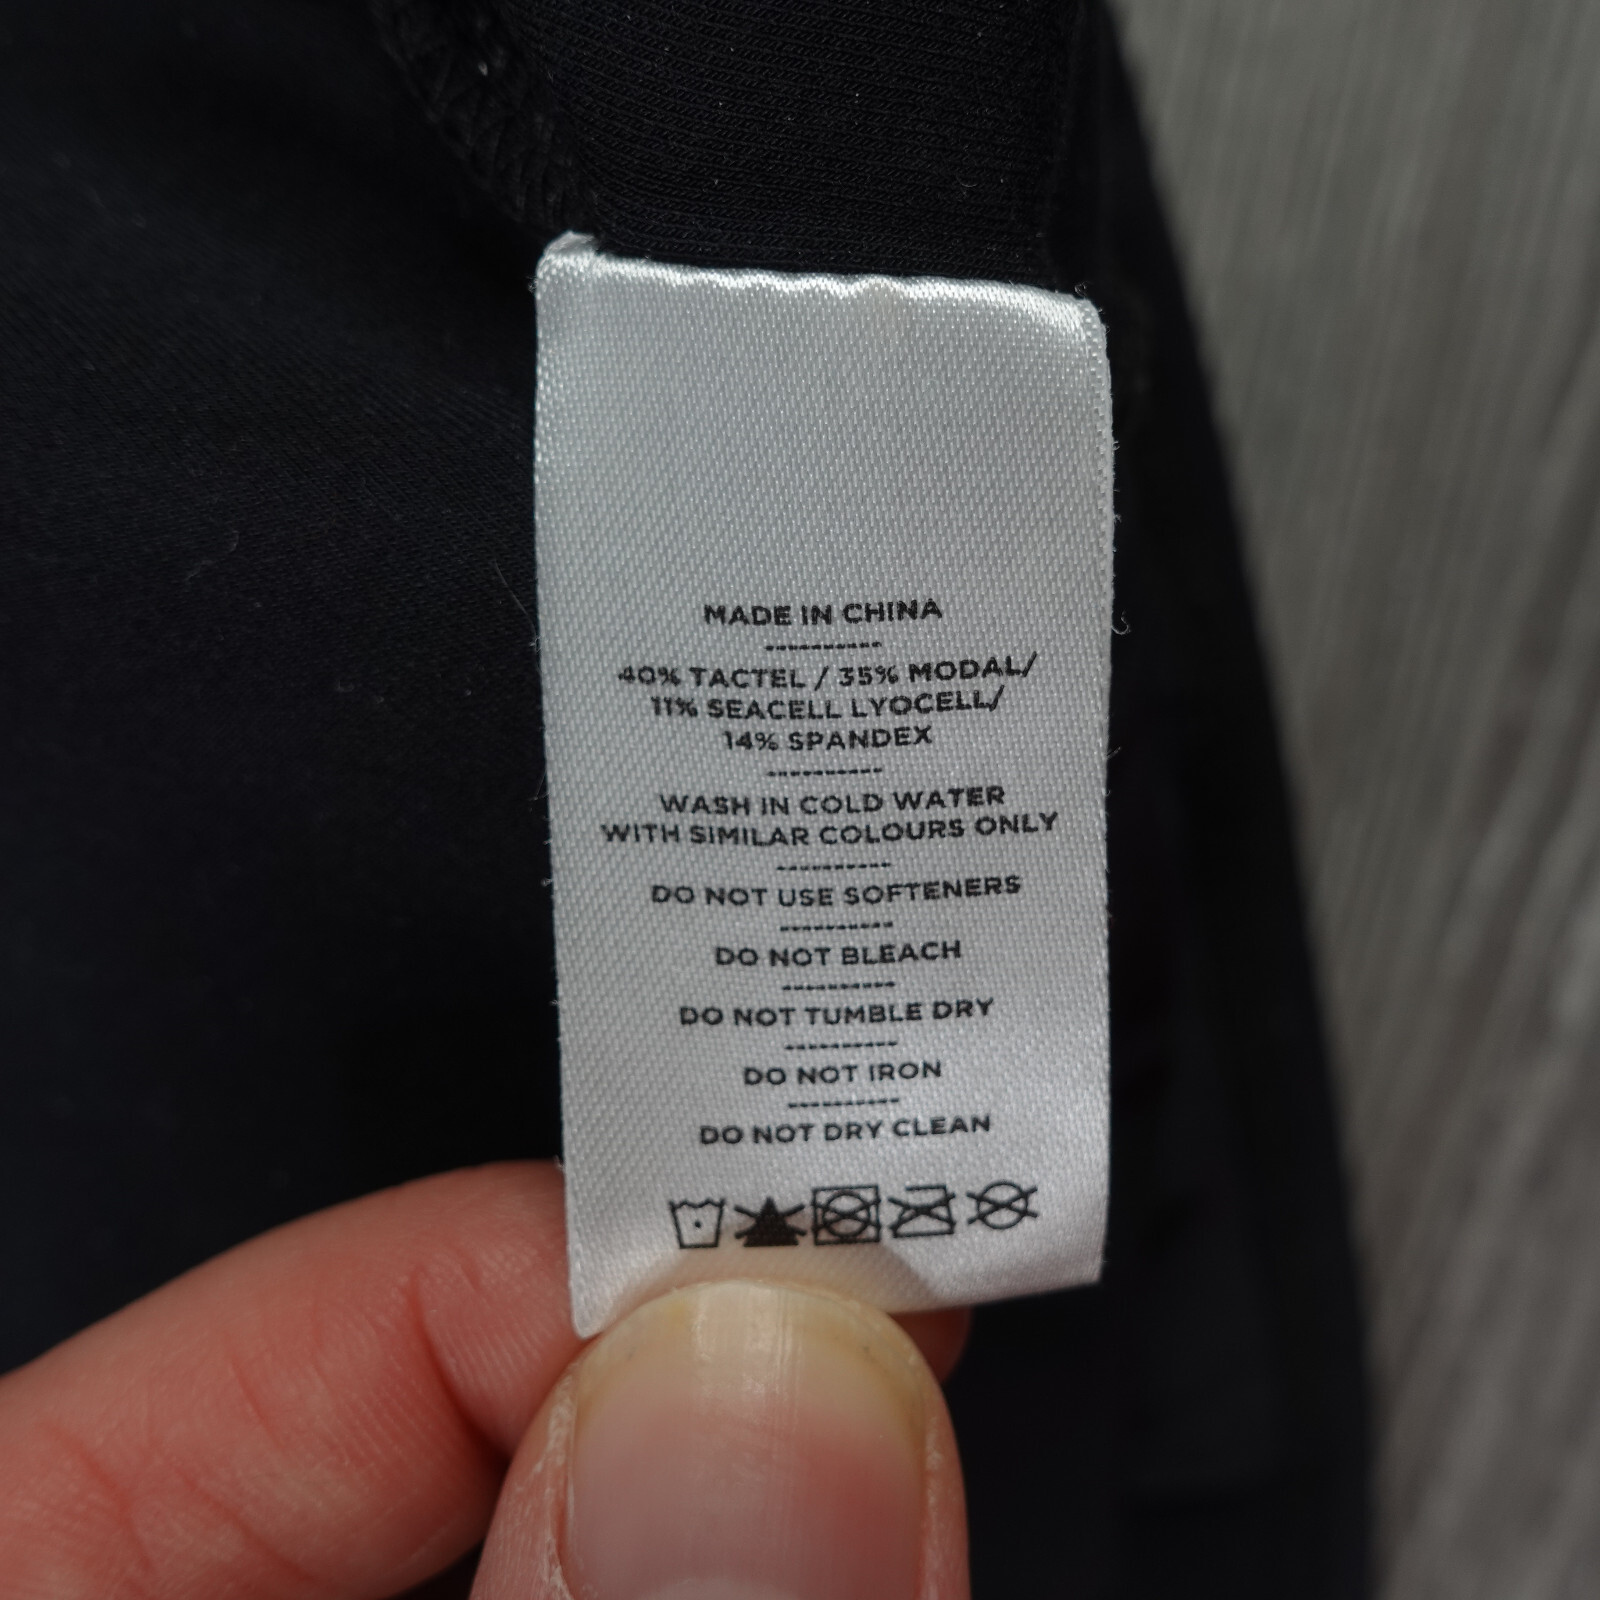 MADE IN CHINA
----------
40% TACTEL / 35% MODAL/
11% SEACELL LYOCELL/
14% SPANDEX
----------
WASH IN COLD WATER
WITH SIMILAR COLOURS ONLY
----------
DO NOT USE SOFTENERS
----------
DO NOT BLEACH
----------
DO NOT TUMBLE DRY
----------
DO NOT IRON
----------
DO NOT DRY CLEAN